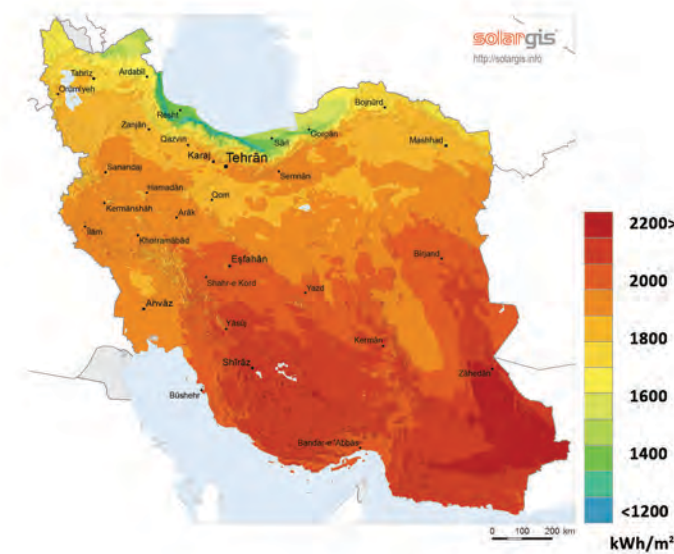 solargis
http://solargis.info
Tabrīz
Ardabīl
Orūmīyeh
Rasht
Bojnūrd
Zanjān
Qazvīn
Sārī
Gorgān
Mashhad
Karaj
Tehrān
Semnān
Sanandaj
Hamadān
Qom
Kermānshāh
Arāk
Īlām
Khorramābād
Eşfahān
Bīrjand
Shahr-e Kord
Yazd
Ahvāz
Yāsūj
Kermān
Shīrāz
Zāhedān
Būshehr
Bandar-e'Abbās
2200>
2000
1800
1600
1400
<1200
kWh/m²
0 100 200 km